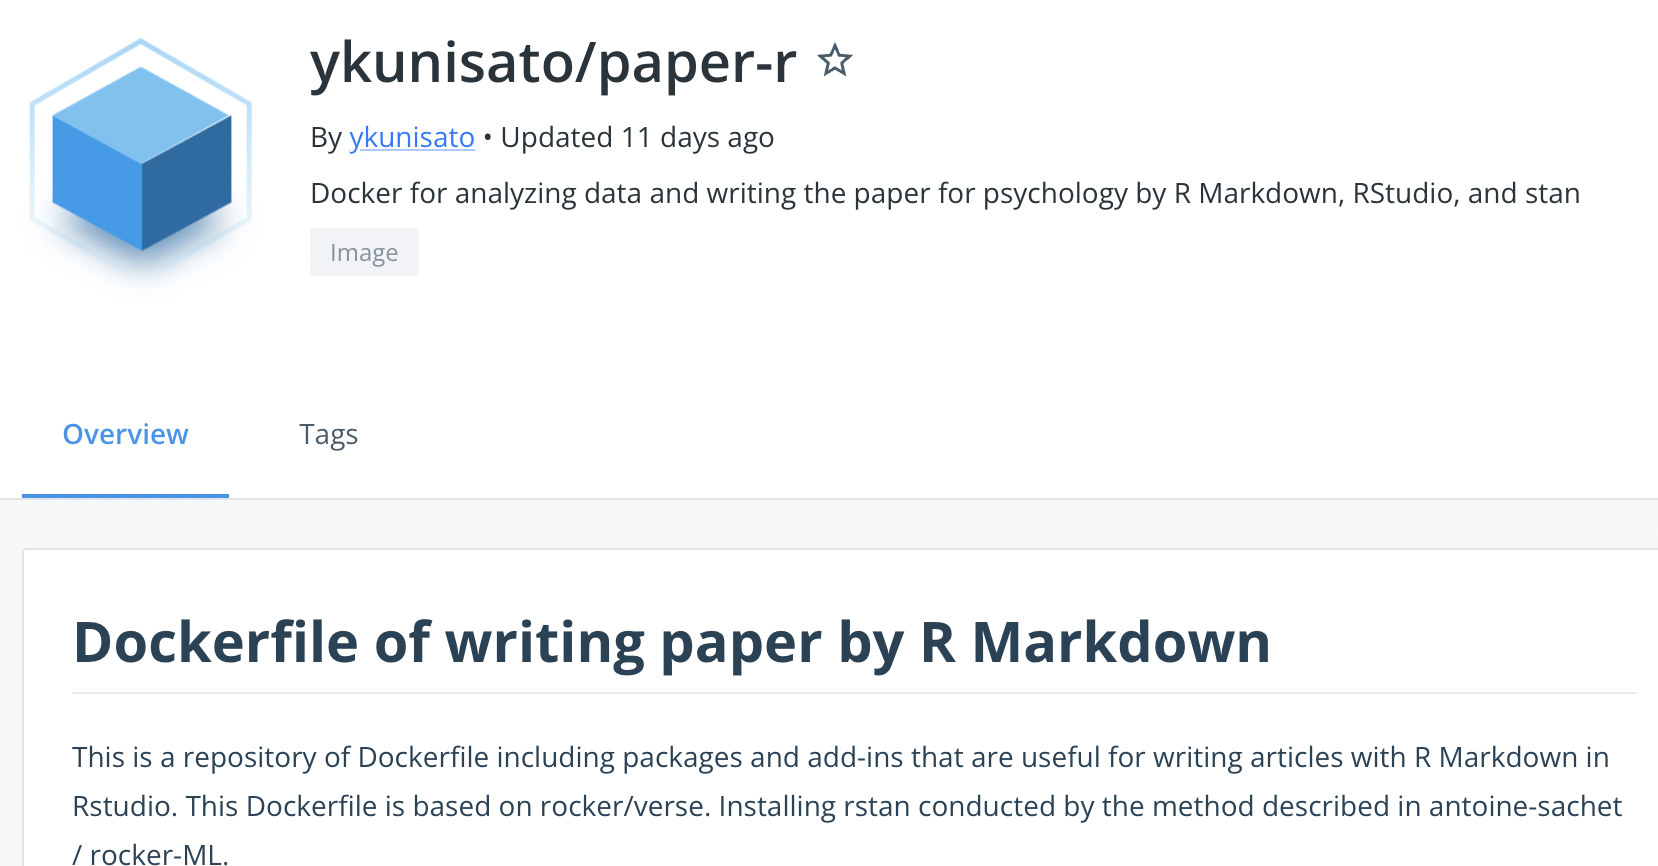 ykunisato/paper-r
By ykunisato • Updated 11 days ago
Docker for analyzing data and writing the paper for psychology by R Markdown, RStudio, and stan
Image
Overview
Tags
Dockerfile of writing paper by R Markdown
This is a repository of Dockerfile including packages and add-ins that are useful for writing articles with R Markdown in
Rstudio. This Dockerfile is based on rocker/verse. Installing rstan conducted by the method described in antoine-sachet
/ rocker-ML.